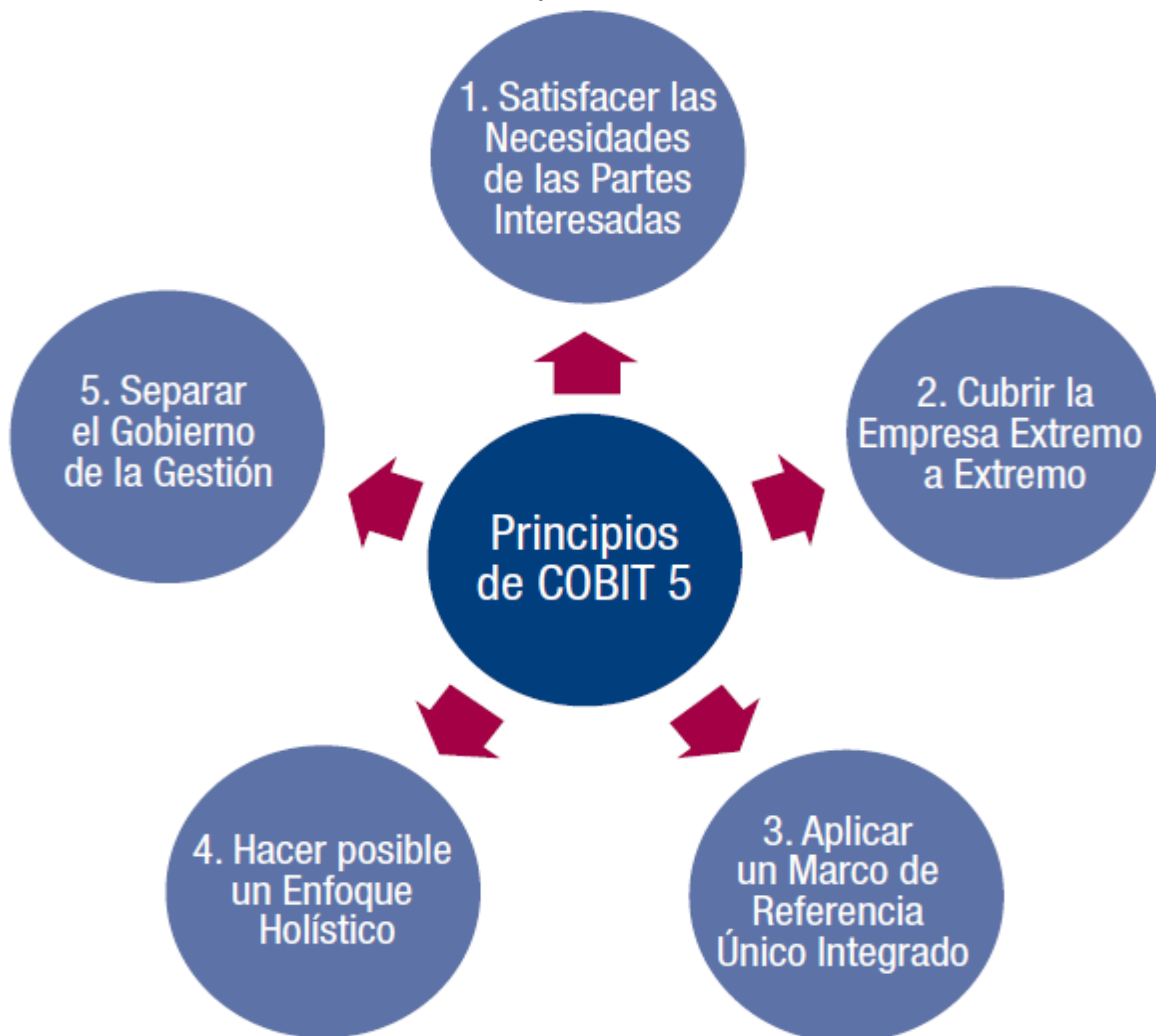 1. Satisfacer las
Necesidades
de las Partes
Interesadas
2. Cubrir la
Empresa Extremo
a Extremo
3. Aplicar
un Marco de
Referencia
Único Integrado
4. Hacer posible
un Enfoque
Holístico
5. Separar
el Gobierno
de la Gestión
Principios
de COBIT 5